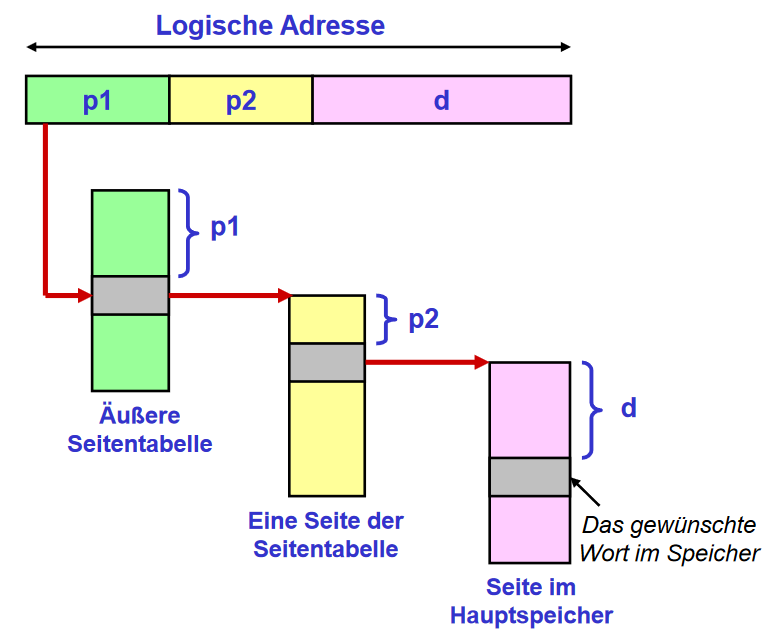 Logische Adresse
p1
p2
d
p1
p2
d
Äußere
Seitentabelle
Eine Seite der
Seitentabelle
Das gewünschte
Wort im Speicher
Seite im
Hauptspeicher